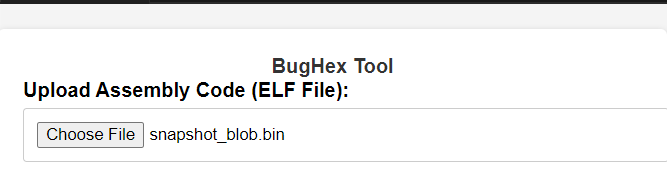 BugHex Tool
Upload Assembly Code (ELF File):
Choose File snapshot_blob.bin